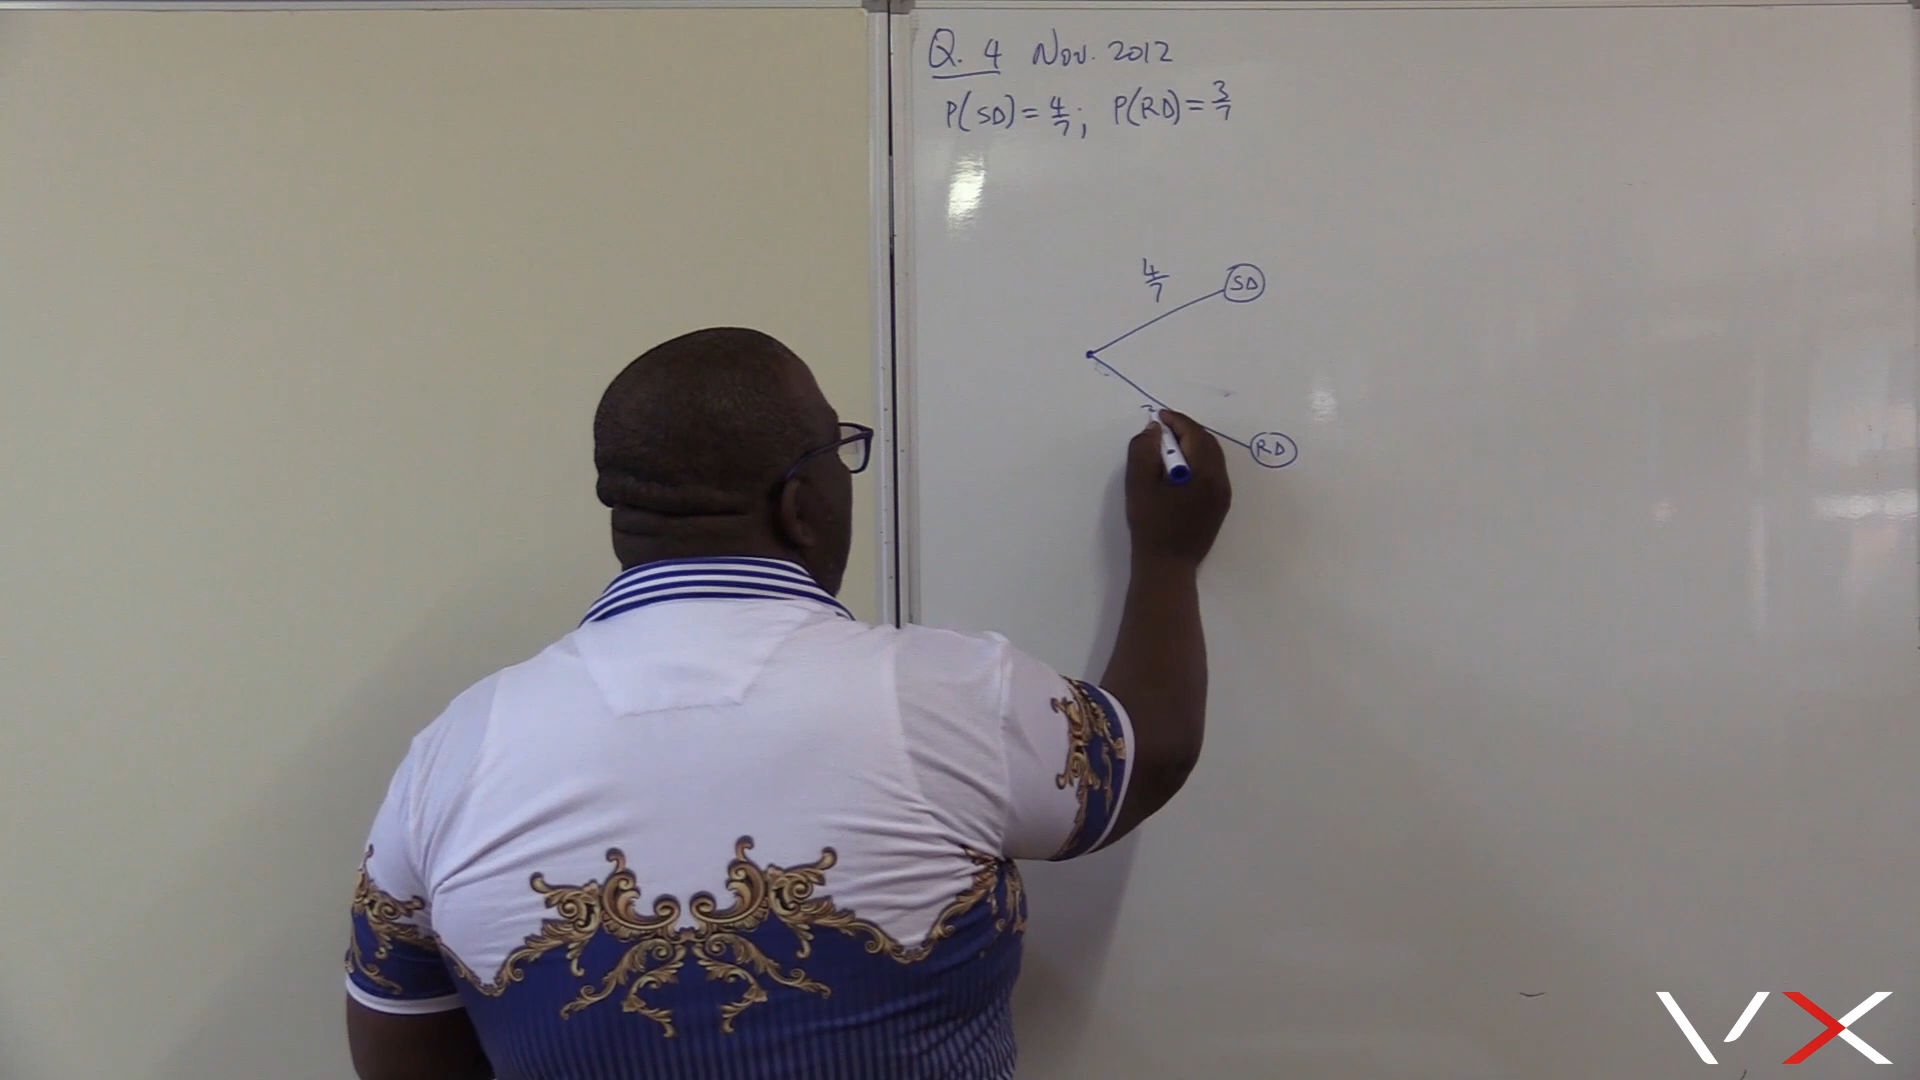 Q. 4 Nov. 2012
P(SD) = 4/7; P(RD) = 3/7
4/7
SD
RD
VX